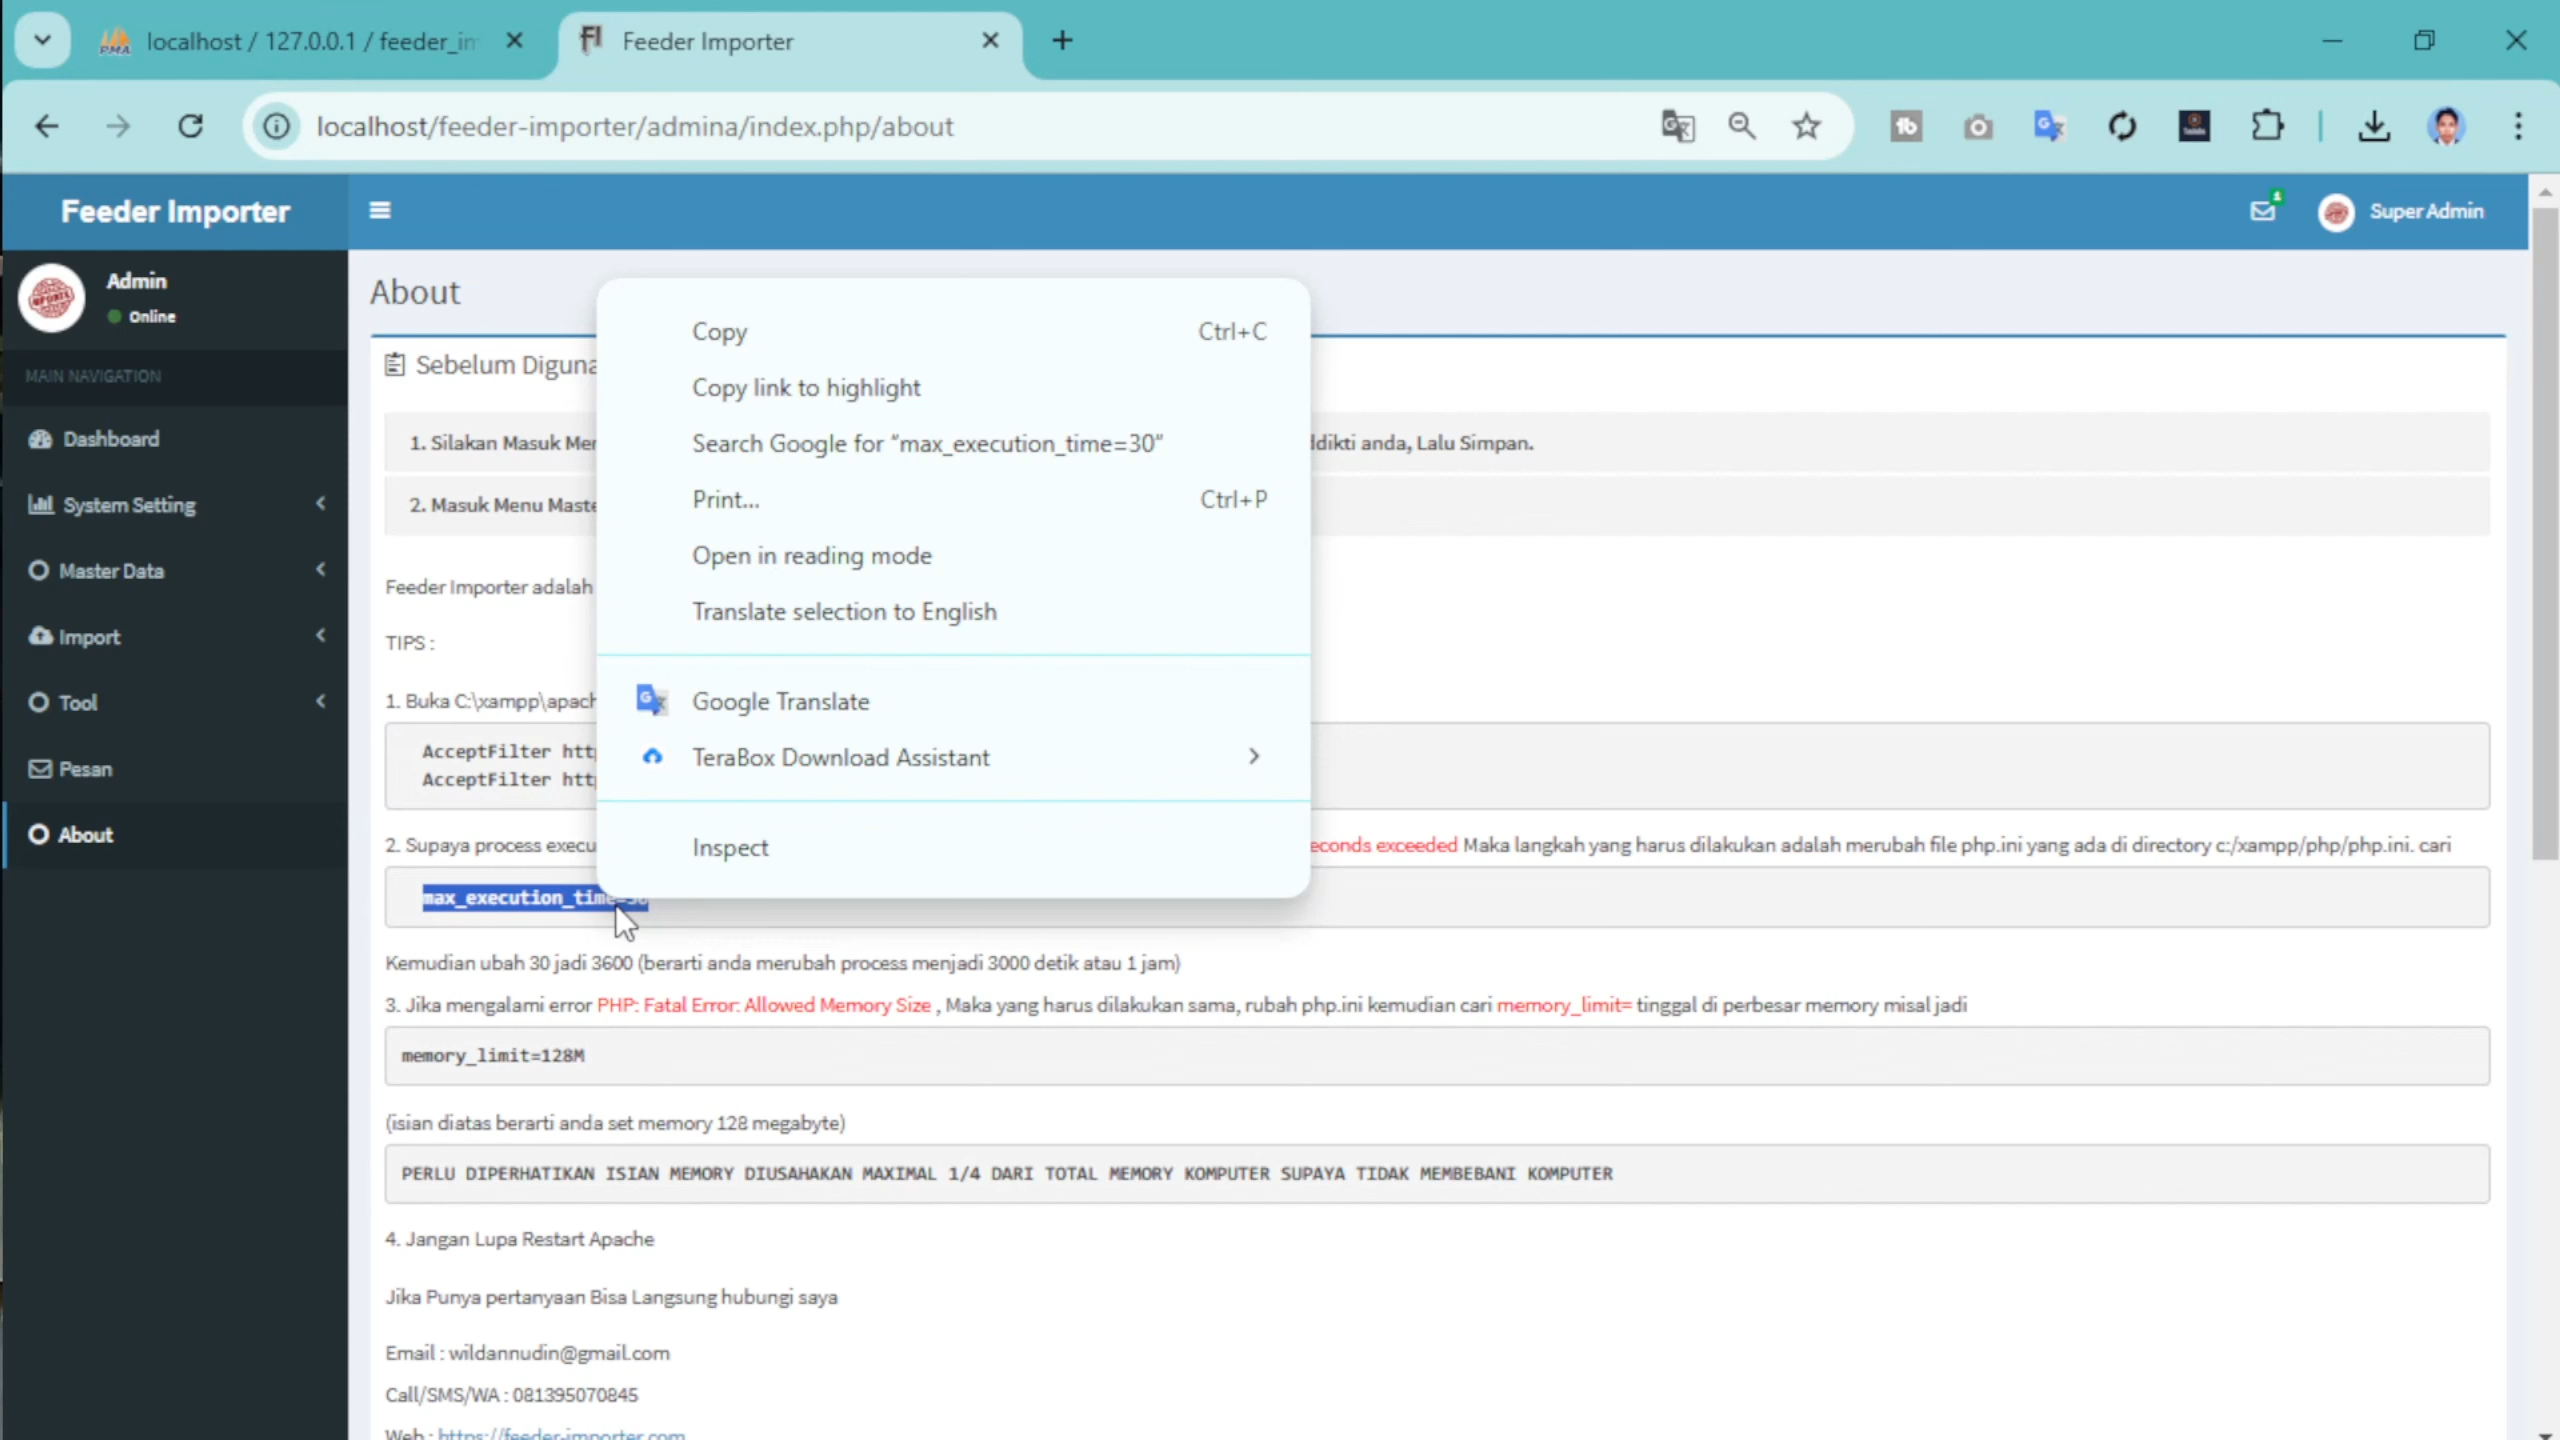 localhost / 127.0.0.1 / feeder_im
Feeder Importer
localhost/feeder-importer/admina/index.php/about
Feeder Importer
Super Admin
Admin
Online
MAIN NAVIGATION
Dashboard
System Setting
Master Data
Import
Tool
Pesan
About
About
Sebelum Diguna
1. Silakan Masuk Men
ddikti anda, Lalu Simpan.
2. Masuk Menu Maste
Feeder Importer adalah
TIPS :
1. Buka C:\xampp\apach
AcceptFilter http
AcceptFilter http
2. Supaya process execu
econds exceeded Maka langkah yang harus dilakukan adalah merubah file php.ini yang ada di directory c:/xampp/php/php.ini. cari
max_execution_time=30
Kemudian ubah 30 jadi 3600 (berarti anda merubah process menjadi 3000 detik atau 1 jam)
3. Jika mengalami error PHP: Fatal Error: Allowed Memory Size , Maka yang harus dilakukan sama, rubah php.ini kemudian cari memory_limit= tinggal di perbesar memory misal jadi
memory_limit=128M
(isian diatas berarti anda set memory 128 megabyte)
PERLU DIPERHATIKAN ISIAN MEMORY DIUSAHAKAN MAXIMAL 1/4 DARI TOTAL MEMORY KOMPUTER SUPAYA TIDAK MEMBEBANI KOMPUTER
4. Jangan Lupa Restart Apache
Jika Punya pertanyaan Bisa Langsung hubungi saya
Email : wildannudin@gmail.com
Call/SMS/WA : 081395070845
Web : https://feeder-importer.com
Copy Ctrl+C
Copy link to highlight
Search Google for “max_execution_time=30”
Print... Ctrl+P
Open in reading mode
Translate selection to English
Google Translate
TeraBox Download Assistant
Inspect